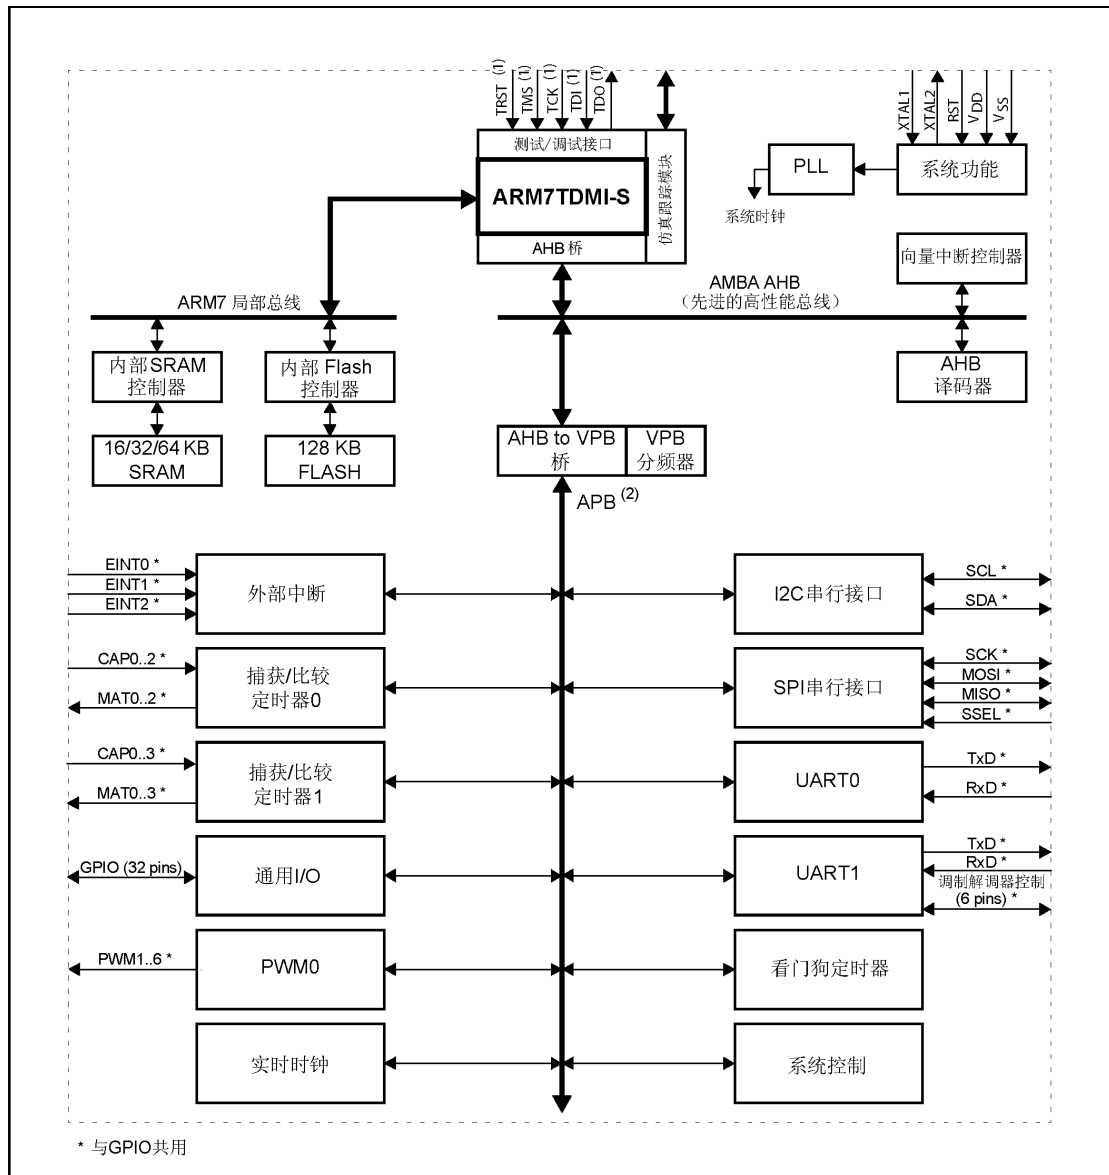 TRST (1)
TMS (1)
TCK (1)
TDI (1)
TDO (1)
XTAL1
XTAL2
RST
VDD
VSS
测试/调试接口
ARM7TDMI-S
AHB 桥
仿真跟踪模块
PLL
系统功能
系统时钟
向量中断控制器
ARM7 局部总线
AMBA AHB
（先进的高性能总线）
内部SRAM
控制器
内部 Flash
控制器
AHB
译码器
16/32/64 KB
SRAM
128 KB
FLASH
AHB to VPB
桥
VPB
分频器
APB (2)
EINT0 *
EINT1 *
EINT2 *
外部中断
I2C串行接口
SCL *
SDA *
CAP0..2 *
MAT0..2 *
捕获/比较
定时器0
SPI串行接口
SCK *
MOSI *
MISO *
SSEL *
CAP0..3 *
MAT0..3 *
捕获/比较
定时器1
UART0
TxD *
RxD *
GPIO (32 pins)
通用I/O
UART1
TxD *
RxD *
调制解调器控制
(6 pins) *
PWM1..6 *
PWM0
看门狗定时器
实时时钟
系统控制
* 与GPIO共用